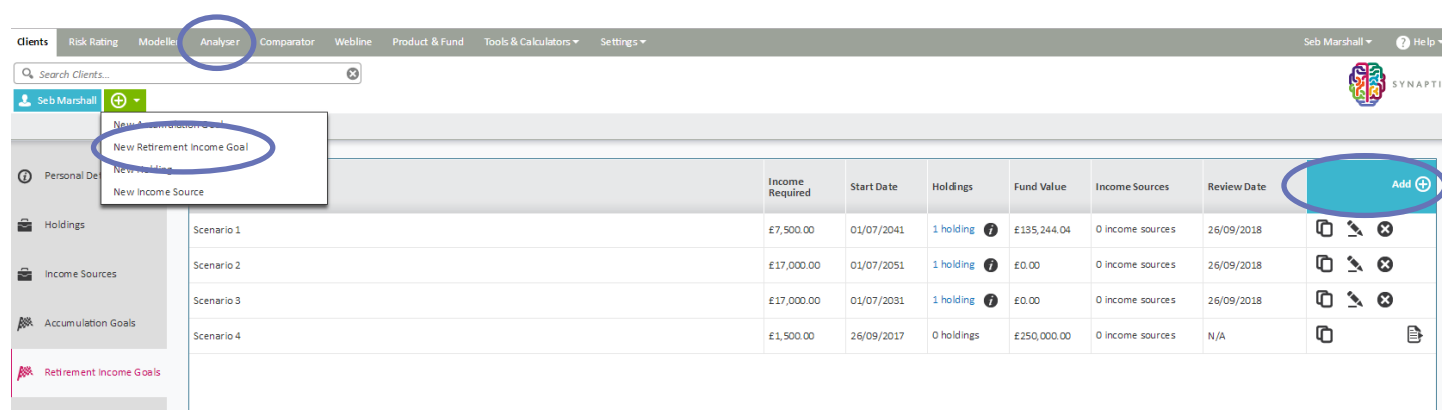 Clients Risk Rating Modeller Analyser Comparator Webline Product & Fund Tools & Calculators Settings Seb Marshall Help
Search Clients...
SYNAPTI
Seb Marshall
New Accumulation Goal
New Retirement Income Goal
New Holding
New Income Source
Personal Det
Holdings
Income Sources
Accumulation Goals
Retirement Income Goals
Income Required Start Date Holdings Fund Value Income Sources Review Date Add
Scenario 1 £7,500.00 01/07/2041 1 holding £135,244.04 0 income sources 26/09/2018
Scenario 2 £17,000.00 01/07/2051 1 holding £0.00 0 income sources 26/09/2018
Scenario 3 £17,000.00 01/07/2031 1 holding £0.00 0 income sources 26/09/2018
Scenario 4 £1,500.00 26/09/2017 0 holdings £250,000.00 0 income sources N/A